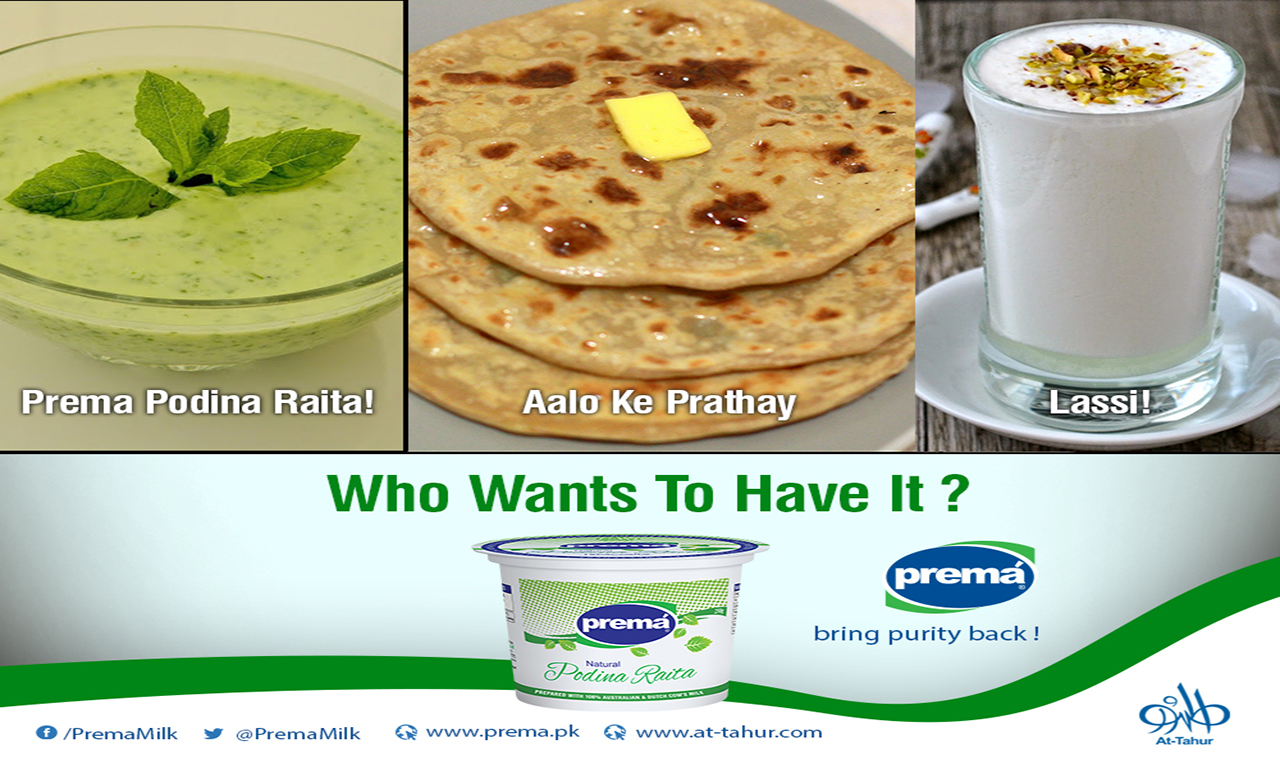 Prema Podina Raita!
Aalo Ke Prathay
Lassi!
Who Wants To Have It ?
premá
Natural
Podina Raita
PREPARED WITH 100% AUSTRALIAN & DUTCH COW'S MILK
premá
®
bring purity back !
/PremaMilk
@PremaMilk
www.prema.pk
www.at-tahur.com
At-Tahur